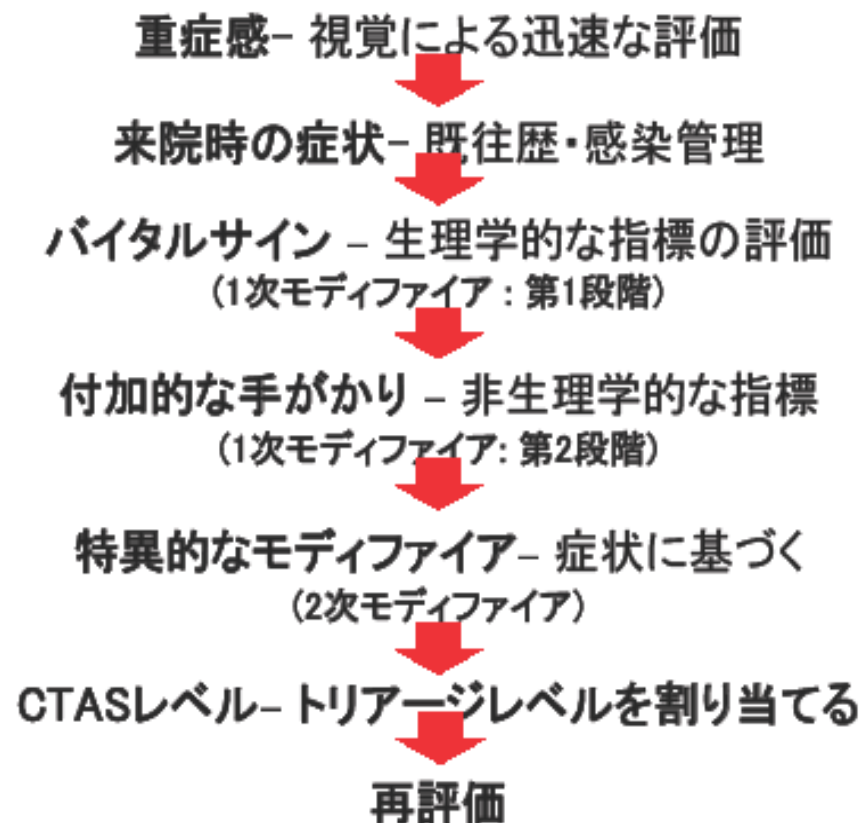 重症感– 視覚による迅速な評価
来院時の症状– 既往歴・感染管理
バイタルサイン – 生理学的な指標の評価
(1次モディファイア : 第1段階)
付加的な手がかり – 非生理学的な指標
(1次モディファイア: 第2段階)
特異的なモディファイア– 症状に基づく
(2次モディファイア)
CTASレベル– トリアージレベルを割り当てる
再評価